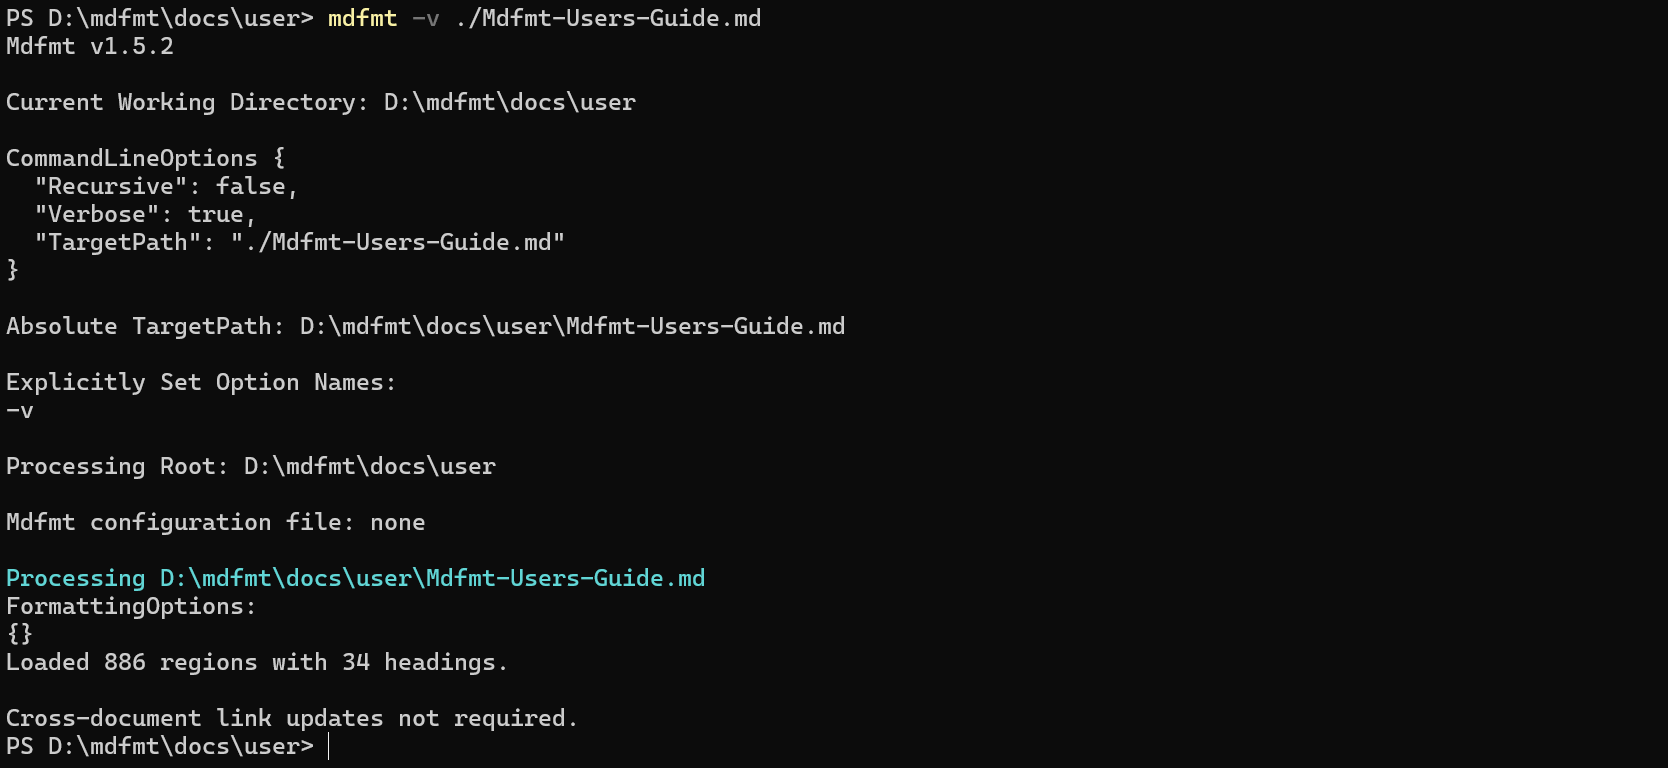 PS D:\mdfmt\docs\user> mdfmt -v ./Mdfmt-Users-Guide.md
Mdfmt v1.5.2
Current Working Directory: D:\mdfmt\docs\user
CommandLineOptions {
  "Recursive": false,
  "Verbose": true,
  "TargetPath": "./Mdfmt-Users-Guide.md"
}
Absolute TargetPath: D:\mdfmt\docs\user\Mdfmt-Users-Guide.md
Explicitly Set Option Names:
-v
Processing Root: D:\mdfmt\docs\user
Mdfmt configuration file: none
Processing D:\mdfmt\docs\user\Mdfmt-Users-Guide.md
FormattingOptions:
{}
Loaded 886 regions with 34 headings.
Cross-document link updates not required.
PS D:\mdfmt\docs\user>